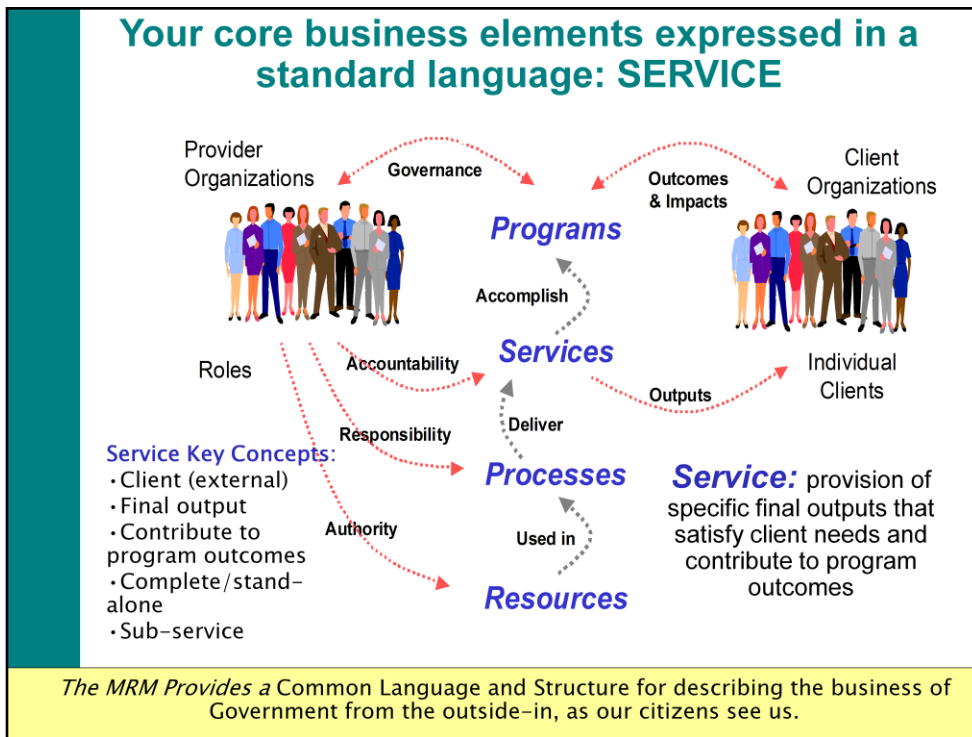 Your core business elements expressed in a
standard language: SERVICE
Provider
Organizations
Governance
Outcomes
& Impacts
Client
Organizations
Programs
Accomplish
Services
Roles
Accountability
Individual
Clients
Outputs
Deliver
Responsibility
Processes
Service Key Concepts:
•Client (external)
•Final output
•Contribute to
program outcomes
•Complete/stand-
alone
•Sub-service
Authority
Used in
Resources
Service: provision of
specific final outputs that
satisfy client needs and
contribute to program
outcomes
The MRM Provides a Common Language and Structure for describing the business of
Government from the outside-in, as our citizens see us.